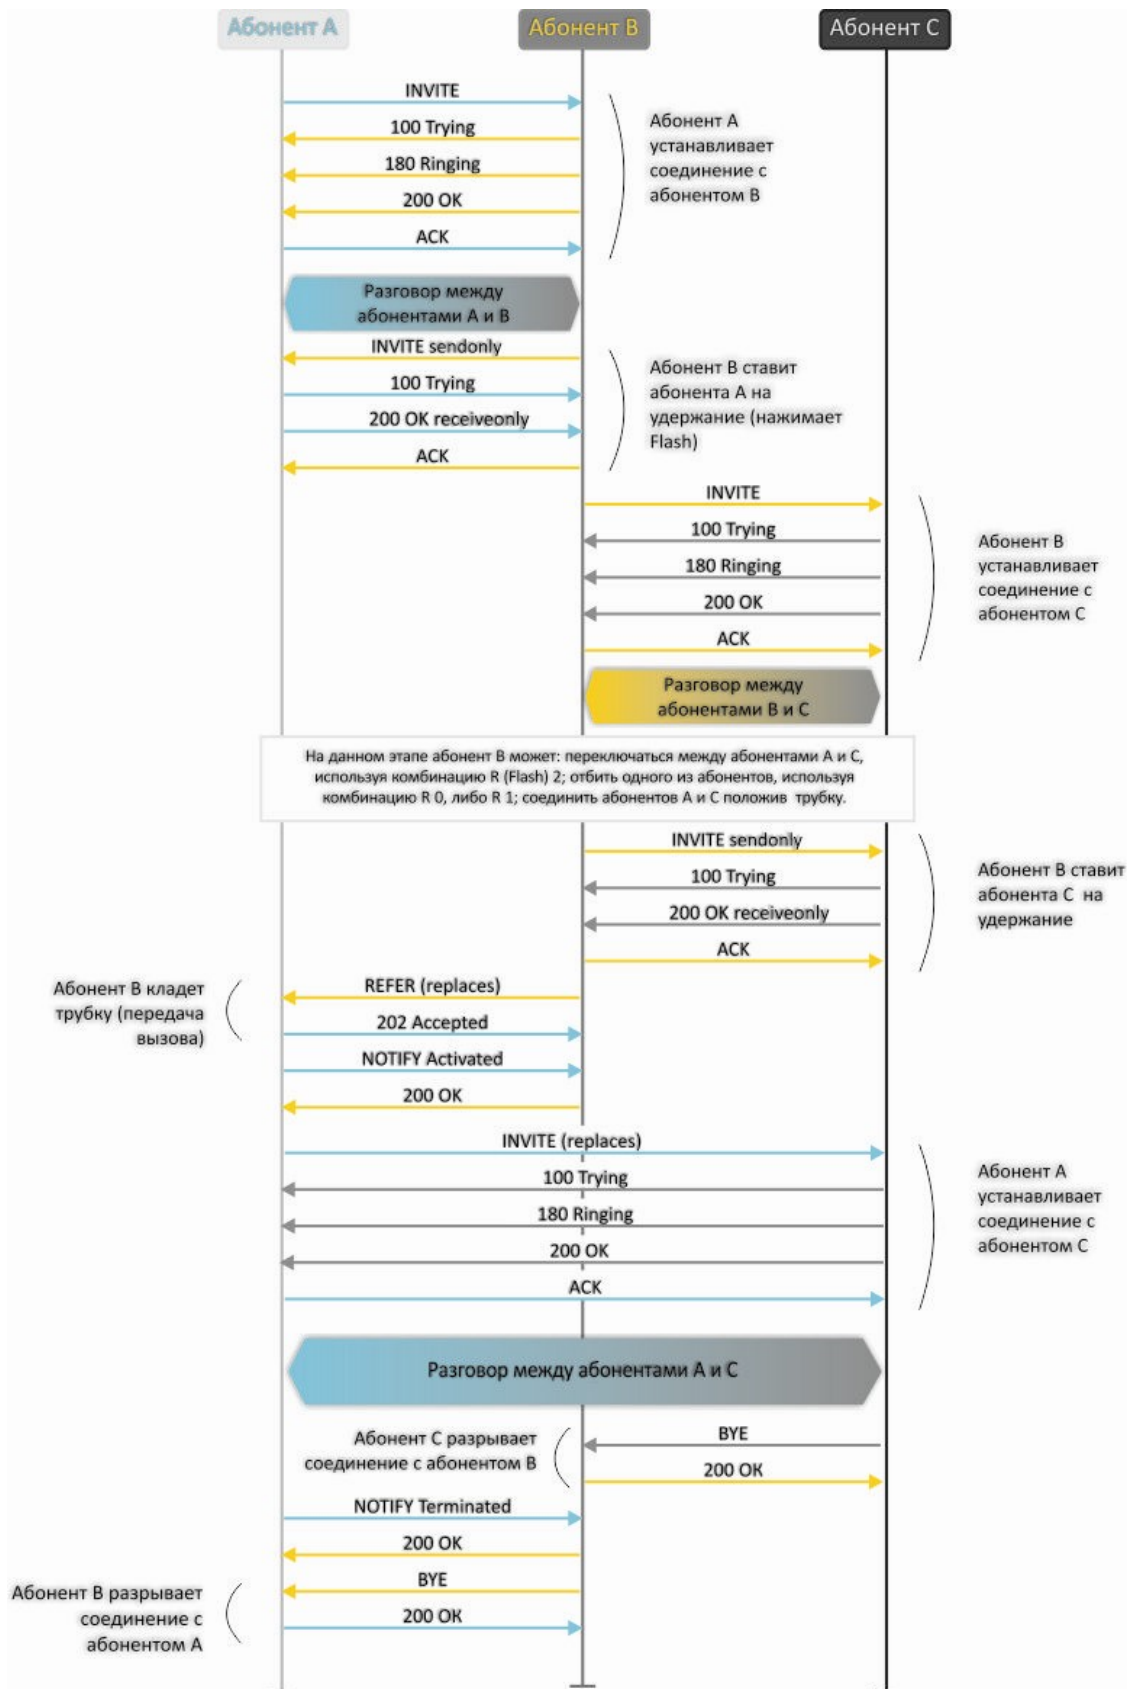 Абонент А
Абонент В
Абонент С
INVITE
100 Trying
180 Ringing
200 OK
ACK
Абонент А
устанавливает
соединение с
абонентом В
Разговор между
абонентами А и В
INVITE sendonly
100 Trying
200 OK receiveonly
ACK
Абонент В ставит
абонента А на
удержание (нажимает
Flash)
INVITE
100 Trying
180 Ringing
200 OK
ACK
Абонент В
устанавливает
соединение с
абонентом С
Разговор между
абонентами В и С
На данном этапе абонент В может: переключаться между абонентами А и С,
используя комбинацию R (Flash) 2; отбить одного из абонентов, используя
комбинацию R 0, либо R 1; соединить абонентов А и С положив трубку.
INVITE sendonly
100 Trying
200 OK receiveonly
ACK
Абонент В ставит
абонента С на
удержание
Абонент В кладет
трубку (передача
вызова)
REFER (replaces)
202 Accepted
NOTIFY Activated
200 OK
INVITE (replaces)
100 Trying
180 Ringing
200 OK
ACK
Абонент А
устанавливает
соединение с
абонентом С
Разговор между абонентами А и С
Абонент С разрывает
соединение с абонентом В
BYE
200 OK
NOTIFY Terminated
200 OK
BYE
200 OK
Абонент В разрывает
соединение с
абонентом А